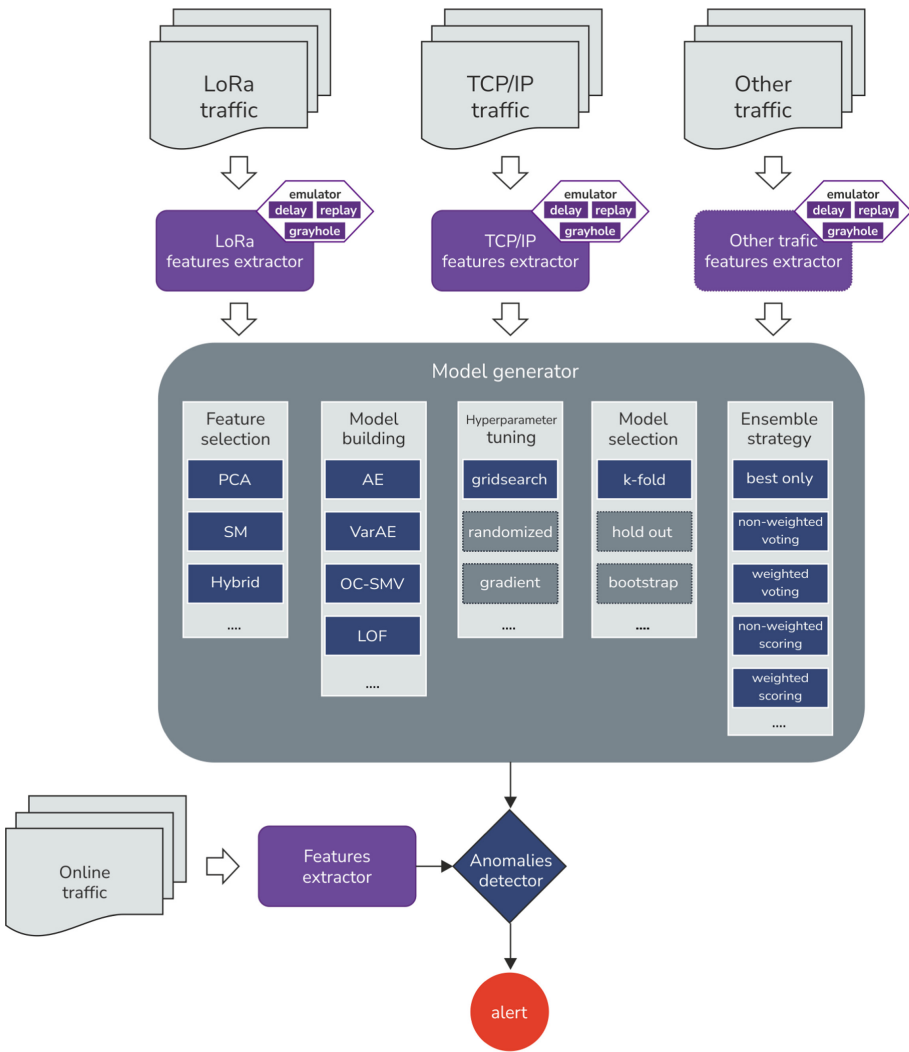 LoRa
traffic
TCP/IP
traffic
Other
traffic
emulator
delay replay
grayhole
LoRa
features extractor
emulator
delay replay
grayhole
TCP/IP
features extractor
emulator
delay replay
grayhole
Other trafic
features extractor
Model generator
Feature
selection
PCA
SM
Hybrid
....
Model
building
AE
VarAE
OC-SMV
LOF
....
Hyperparameter
tuning
gridsearch
randomized
gradient
....
Model
selection
k-fold
hold out
bootstrap
....
Ensemble
strategy
best only
non-weighted
voting
weighted
voting
non-weighted
scoring
weighted
scoring
....
Online
traffic
Features
extractor
Anomalies
detector
alert